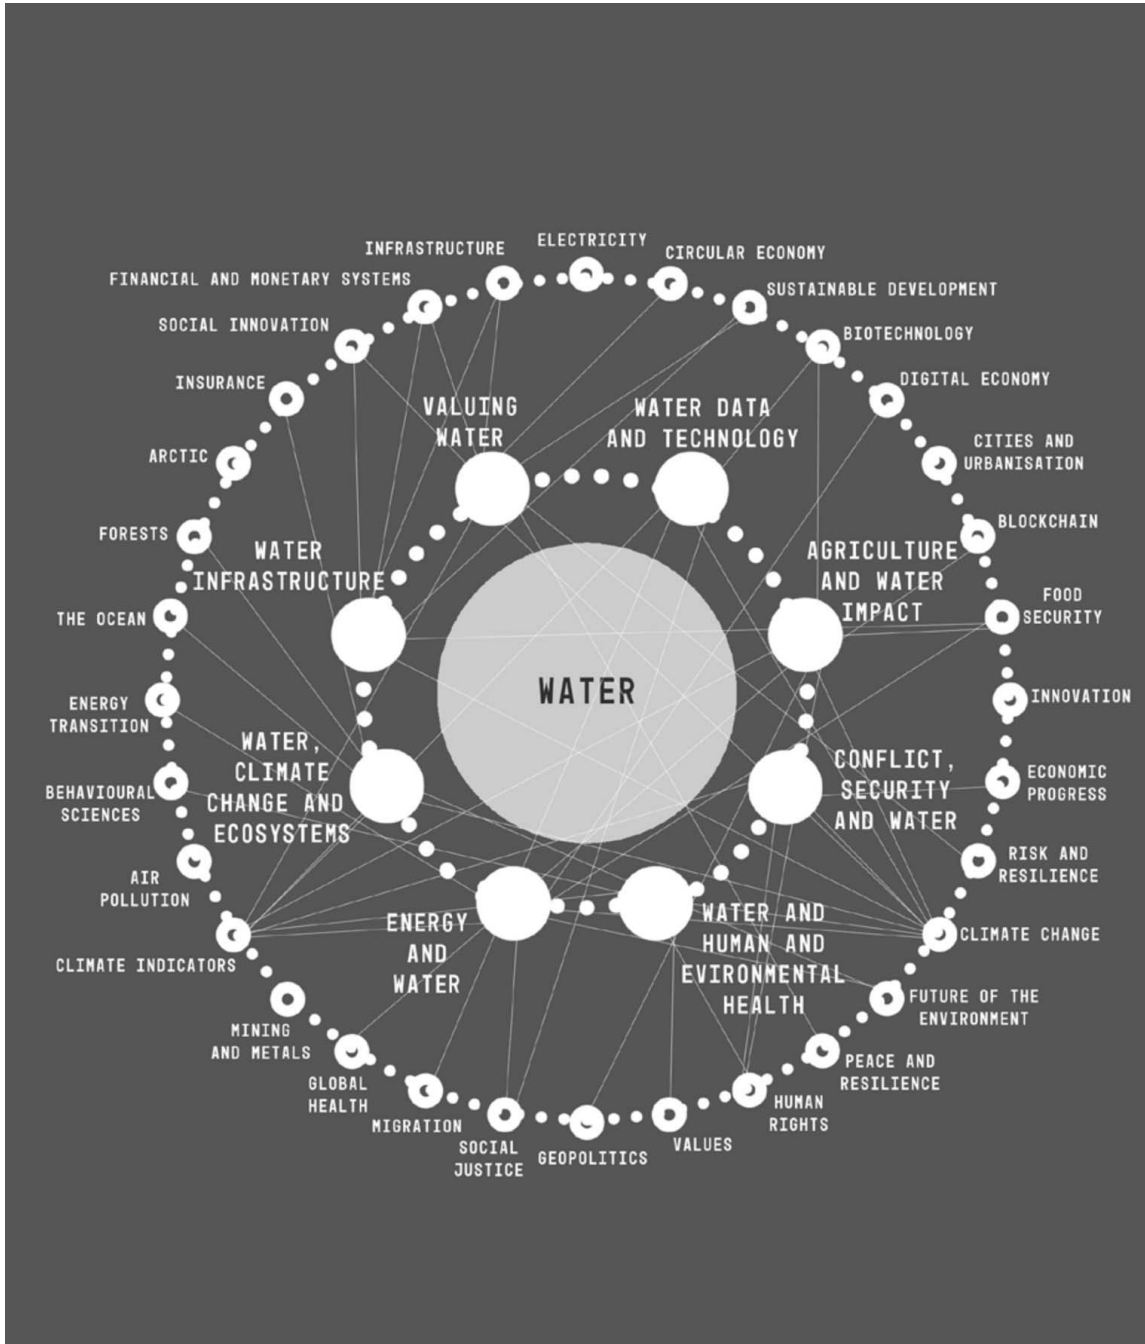 ELECTRICITY
CIRCULAR ECONOMY
SUSTAINABLE DEVELOPMENT
BIOTECHNOLOGY
DIGITAL ECONOMY
CITIES AND
URBANISATION
BLOCKCHAIN
FOOD
SECURITY
INNOVATION
ECONOMIC
PROGRESS
RISK AND
RESILIENCE
CLIMATE CHANGE
FUTURE OF THE
ENVIRONMENT
PEACE AND
RESILIENCE
HUMAN
RIGHTS
VALUES
GEOPOLITICS
SOCIAL
JUSTICE
MIGRATION
GLOBAL
HEALTH
MINING
AND METALS
CLIMATE INDICATORS
AIR
POLLUTION
BEHAVIOURAL
SCIENCES
ENERGY
TRANSITION
THE OCEAN
FORESTS
ARCTIC
INSURANCE
SOCIAL INNOVATION
FINANCIAL AND MONETARY SYSTEMS
INFRASTRUCTURE
VALUING
WATER
WATER DATA
AND TECHNOLOGY
AGRICULTURE
AND WATER
IMPACT
CONFLICT,
SECURITY
AND WATER
WATER AND
HUMAN AND
EVIRONMENTAL
HEALTH
ENERGY
AND
WATER
WATER,
CLIMATE
CHANGE AND
ECOSYSTEMS
WATER
INFRASTRUCTURE
WATER